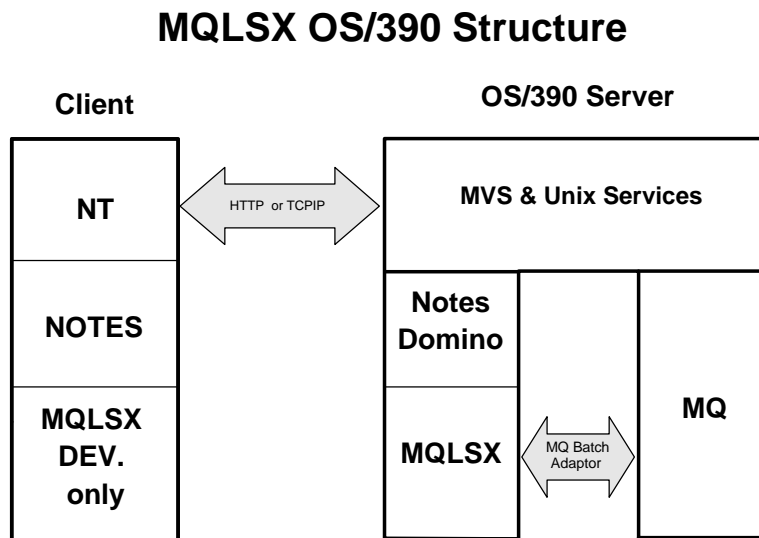 MQLSX OS/390 Structure
Client
OS/390 Server
NT
HTTP or TCPIP
MVS & Unix Services
NOTES
Notes
Domino
MQLSX
DEV.
only
MQLSX
MQ Batch
Adaptor
MQ